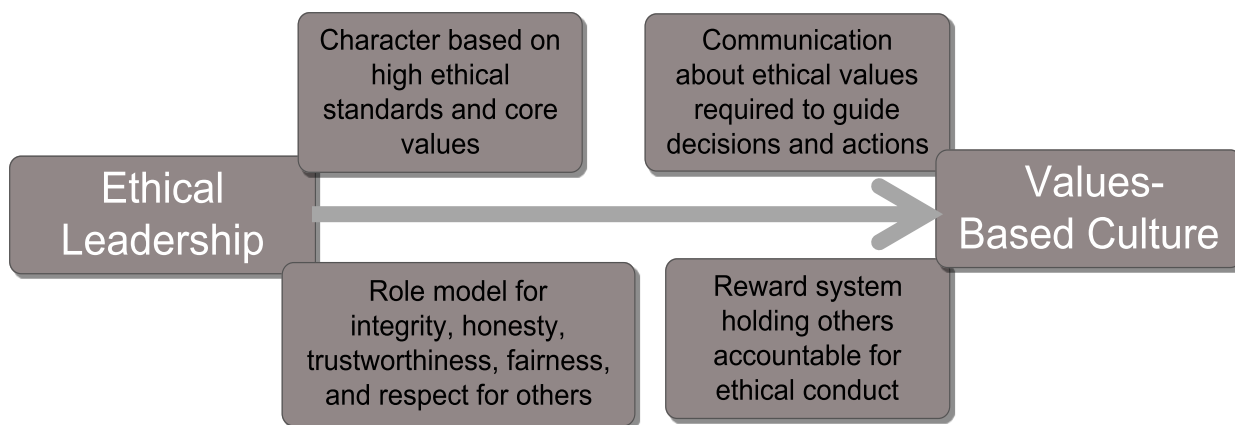 Character based on
high ethical
standards and core
values
Communication
about ethical values
required to guide
decisions and actions
Ethical
Leadership
Values-
Based Culture
Role model for
integrity, honesty,
trustworthiness, fairness,
and respect for others
Reward system
holding others
accountable for
ethical conduct